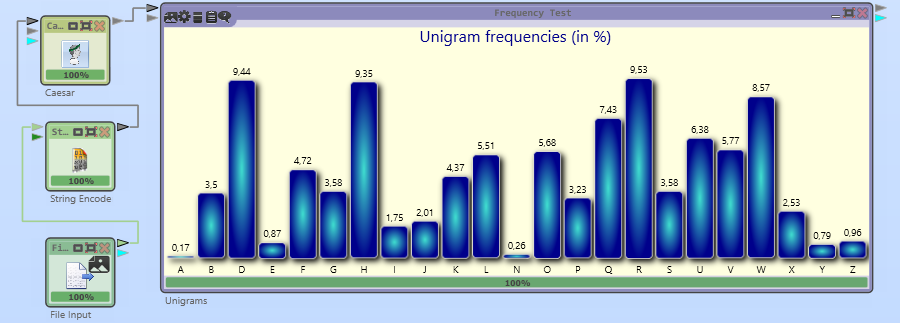 Frequency Test
Ca...
Unigram frequencies (in %)
100%
Caesar
St...
100%
String Encode
Fi...
100%
File Input
0,17 3,5 9,44 0,87 4,72 3,58 9,35 1,75 2,01 4,37 5,51 0,26 5,68 3,23 7,43 9,53 3,58 6,38 5,77 8,57 2,53 0,79 0,96
A B D E F G H I J K L N O P Q R S U V W X Y Z
100%
Unigrams